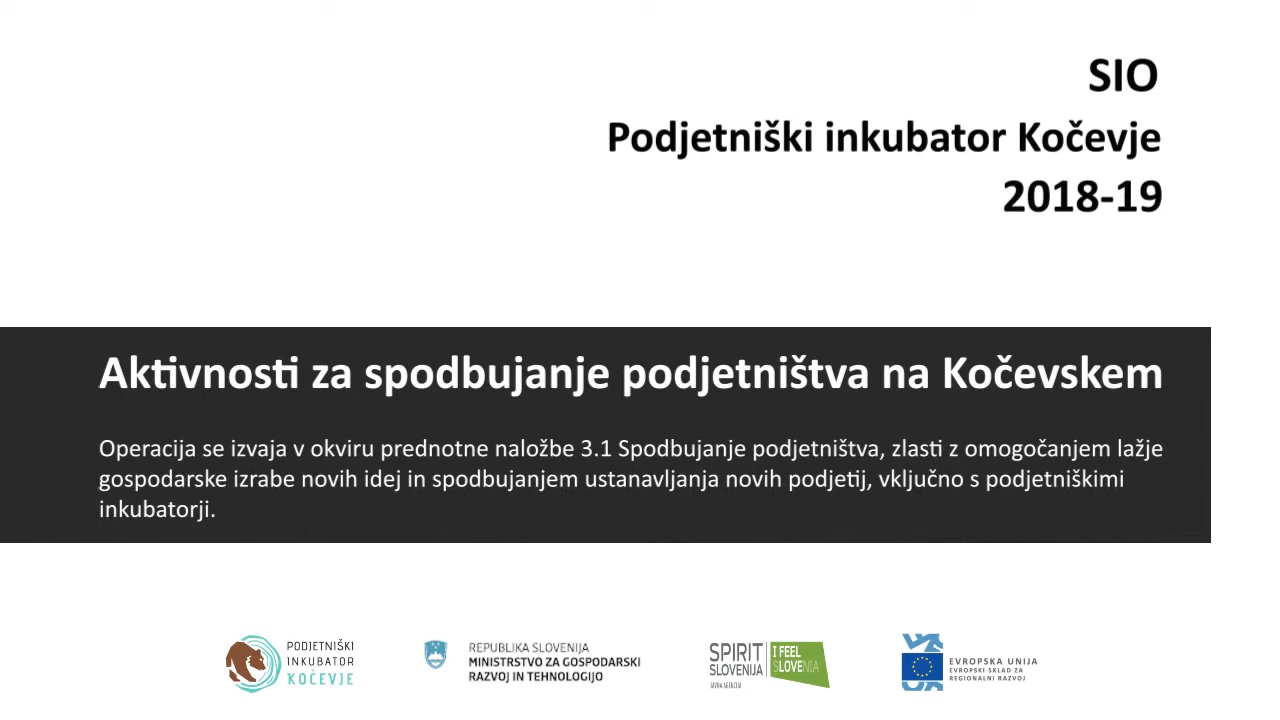 SIO
Podjetniški inkubator Kočevje
2018-19
Aktivnosti za spodbujanje podjetništva na Kočevskem
Operacija se izvaja v okviru prednotne naložbe 3.1 Spodbujanje podjetništva, zlasti z omogočanjem lažje
gospodarske izrabe novih idej in spodbujanjem ustanavljanja novih podjetij, vključno s podjetniškimi
inkubatorji.
PODJETNIŠKI
INKUBATOR
KOČEVJE
REPUBLIKA SLOVENIJA
MINISTRSTVO ZA GOSPODARSKI
RAZVOJ IN TEHNOLOGIJO
SPIRIT
SLOVENIJA
JAVNA AGENCIJA
I FEEL
SLOVENIA
EVROPSKA UNIJA
EVROPSKI SKLAD ZA
REGIONALNI RAZVOJ